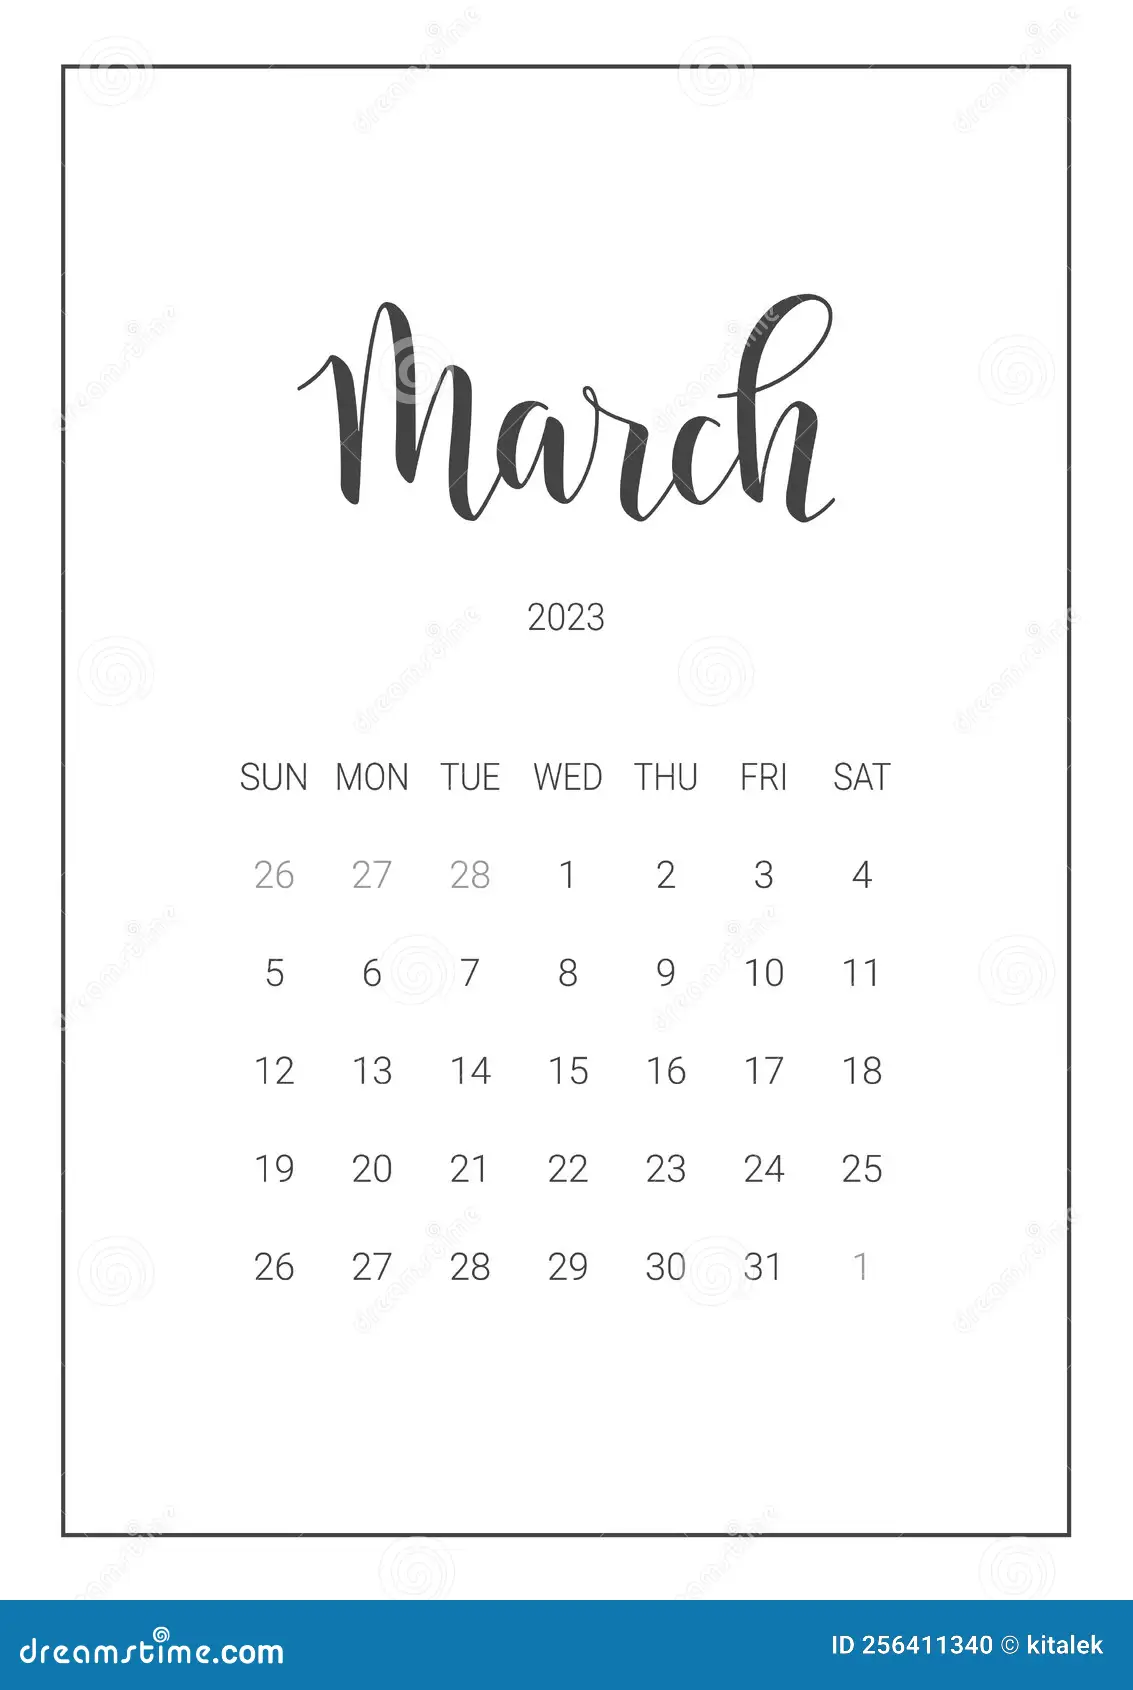 March
2023
SUN MON TUE WED THU FRI SAT
26 27 28 1 2 3 4
5 6 7 8 9 10 11
12 13 14 15 16 17 18
19 20 21 22 23 24 25
26 27 28 29 30 31 1
dreamstime.com
ID 256411340 © kitalek